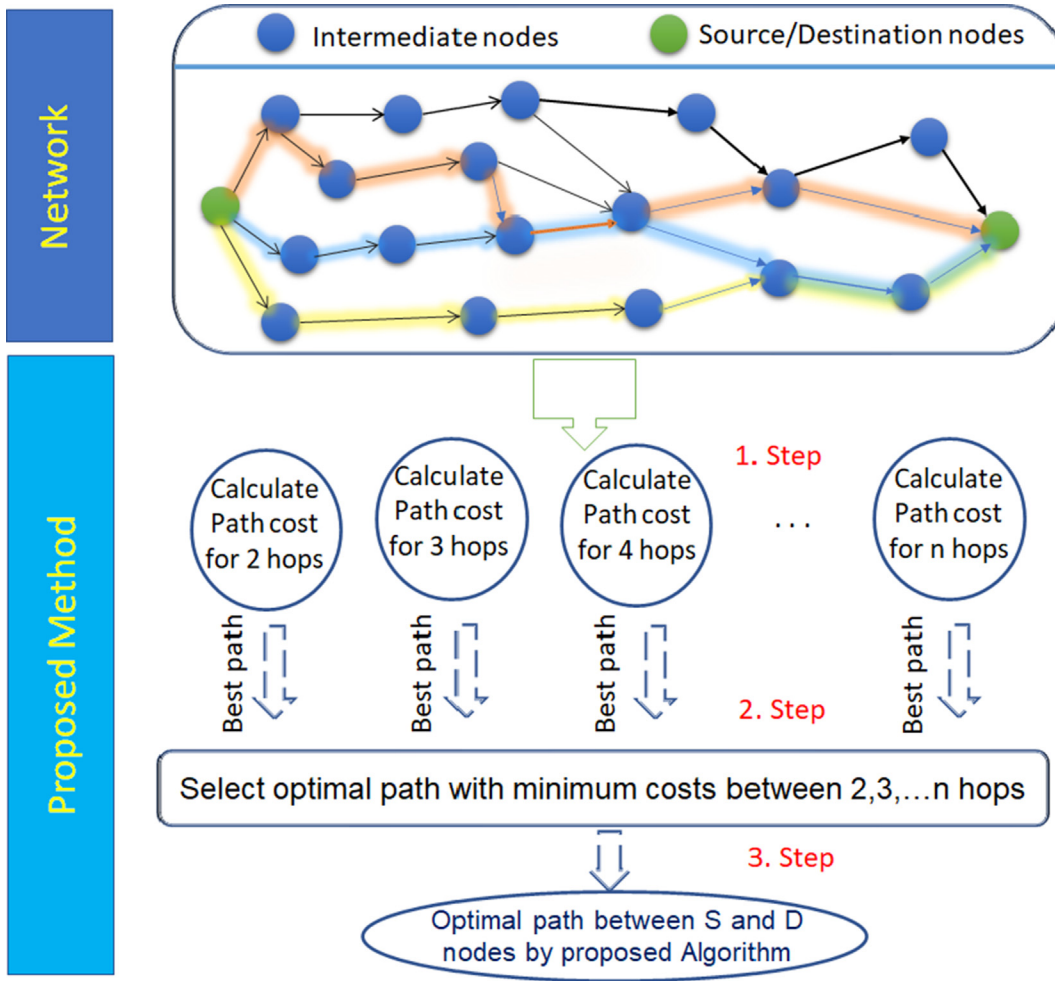 Network
Intermediate nodes
Source/Destination nodes
Proposed Method
1. Step
Calculate
Path cost
for 2 hops
Calculate
Path cost
for 3 hops
Calculate
Path cost
for 4 hops
. . .
Calculate
Path cost
for n hops
Best path
Best path
Best path
Best path
2. Step
Select optimal path with minimum costs between 2,3,...n hops
3. Step
Optimal path between S and D
nodes by proposed Algorithm